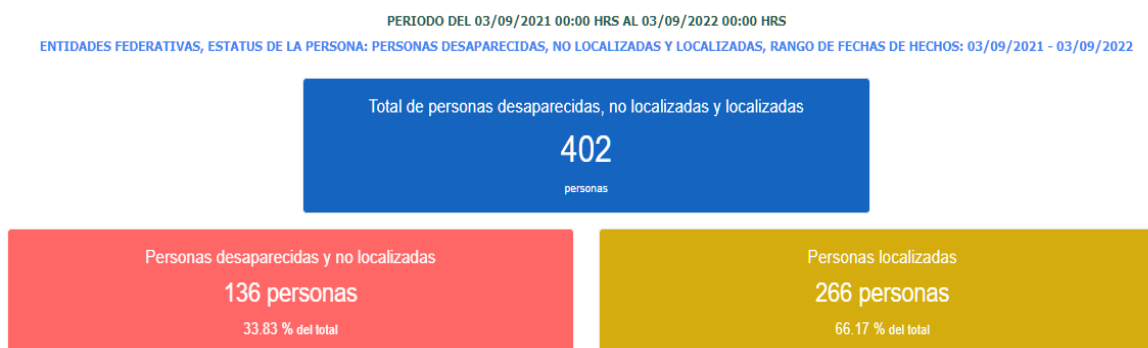 PERIODO DEL 03/09/2021 00:00 HRS AL 03/09/2022 00:00 HRS
ENTIDADES FEDERATIVAS, ESTATUS DE LA PERSONA: PERSONAS DESAPARECIDAS, NO LOCALIZADAS Y LOCALIZADAS, RANGO DE FECHAS DE HECHOS: 03/09/2021 - 03/09/2022
Total de personas desaparecidas, no localizadas y localizadas
402
personas
Personas desaparecidas y no localizadas
136 personas
33.83 % del total
Personas localizadas
266 personas
66.17 % del total